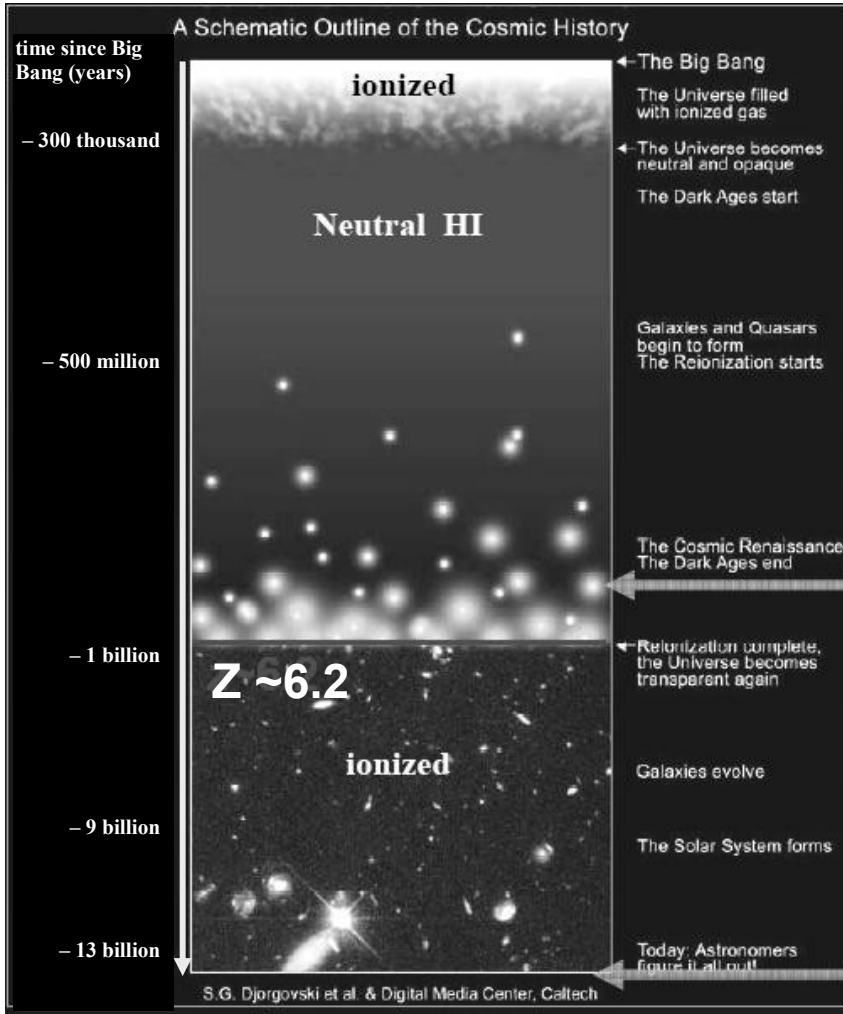 A Schematic Outline of the Cosmic History
time since Big
Bang (years)
– 300 thousand
– 500 million
– 1 billion
– 9 billion
– 13 billion
ionized
Neutral HI
Z ~6.2
ionized
The Big Bang
The Universe filled
with ionized gas
The Universe becomes
neutral and opaque
The Dark Ages start
Galaxies and Quasars
begin to form
The Reionization starts
The Cosmic Renaissance
The Dark Ages end
Reionization complete,
the Universe becomes
transparent again
Galaxies evolve
The Solar System forms
Today: Astronomers
figure it all out!
S.G. Djorgovski et al. & Digital Media Center, Caltech